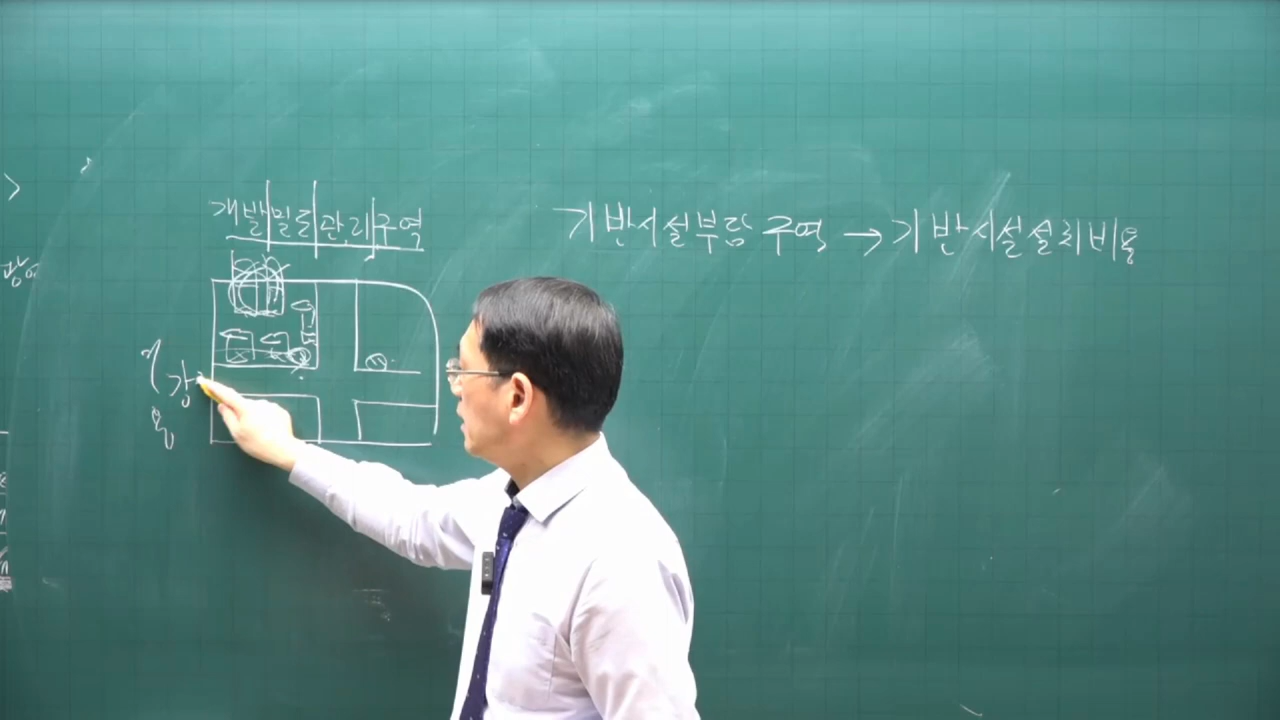 개발밀도관리구역
기반시설부담구역 → 기반시설설치비용
강